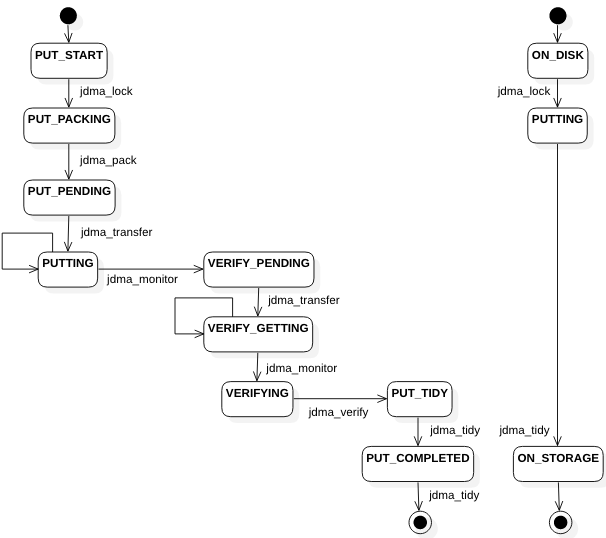 PUT_START
ON_DISK
jdma_lock
jdma_lock
PUT_PACKING
PUTTING
jdma_pack
PUT_PENDING
jdma_transfer
PUTTING
VERIFY_PENDING
jdma_monitor
jdma_transfer
VERIFY_GETTING
jdma_monitor
VERIFYING
PUT_TIDY
jdma_verify
jdma_tidy
jdma_tidy
PUT_COMPLETED
ON_STORAGE
jdma_tidy